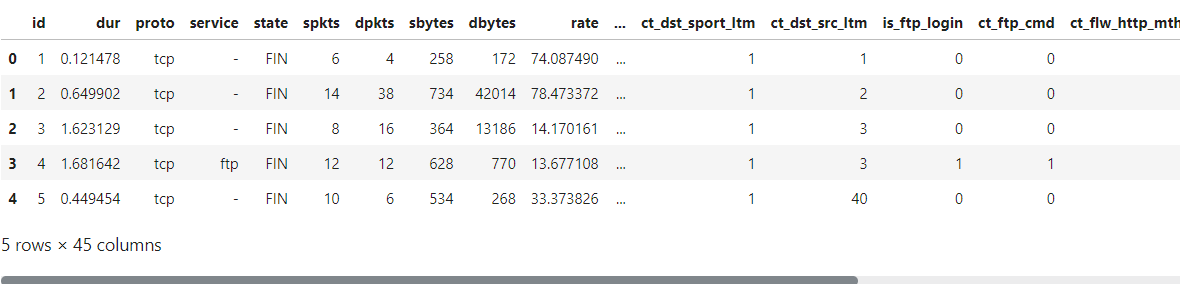 id dur proto service state spkts dpkts sbytes dbytes rate ... ct_dst_sport_ltm ct_dst_src_ltm is_ftp_login ct_ftp_cmd ct_flw_http_mth
0 1 0.121478 tcp - FIN 6 4 258 172 74.087490 ... 1 1 0 0
1 2 0.649902 tcp - FIN 14 38 734 42014 78.473372 ... 1 2 0 0
2 3 1.623129 tcp - FIN 8 16 364 13186 14.170161 ... 1 3 0 0
3 4 1.681642 tcp ftp FIN 12 12 628 770 13.677108 ... 1 3 1 1
4 5 0.449454 tcp - FIN 10 6 534 268 33.373826 ... 1 40 0 0
5 rows × 45 columns